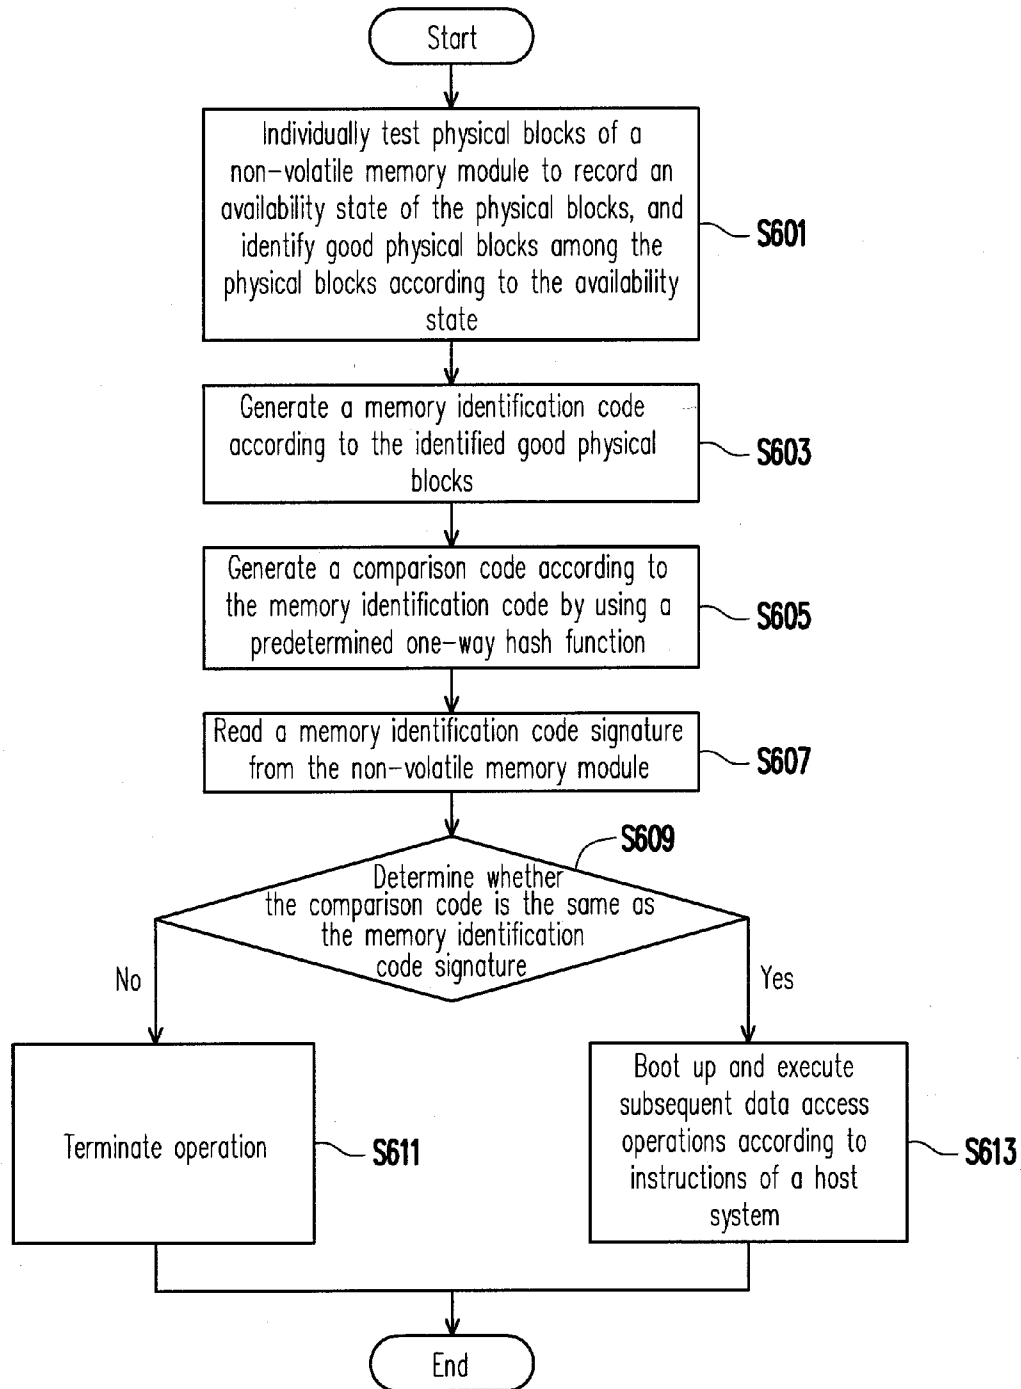 Start
Individually test physical blocks of a
non-volatile memory module to record an
availability state of the physical blocks, and
identify good physical blocks among the
physical blocks according to the availability
state
S601
Generate a memory identification code
according to the identified good physical
blocks
S603
Generate a comparison code according to
the memory identification code by using a
predetermined one-way hash function
S605
Read a memory identification code signature
from the non-volatile memory module
S607
S609
Determine whether
the comparison code is the same as
the memory identification
code signature
No
Yes
Terminate operation
S611
Boot up and execute
subsequent data access
operations according to
instructions of a host
system
S613
End